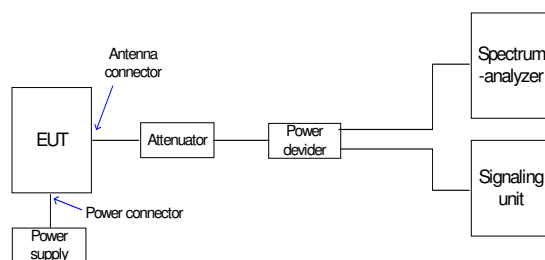 Antenna
connector
Spectrum
-analyzer
EUT
Attenuator
Power
devider
Signaling
unit
Power connector
Power
supply